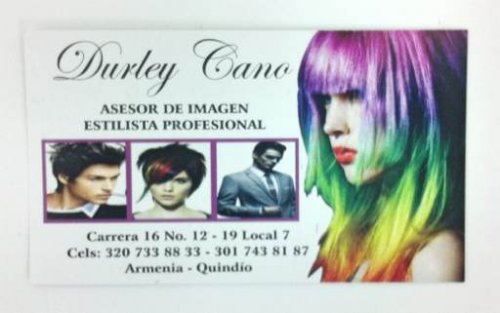 Durley Cano
ASESOR DE IMAGEN
ESTILISTA PROFESIONAL
Carrera 16 No. 12 - 19 Local 7
Cels: 320 733 88 33 - 301 743 81 87
Armenia - Quindío